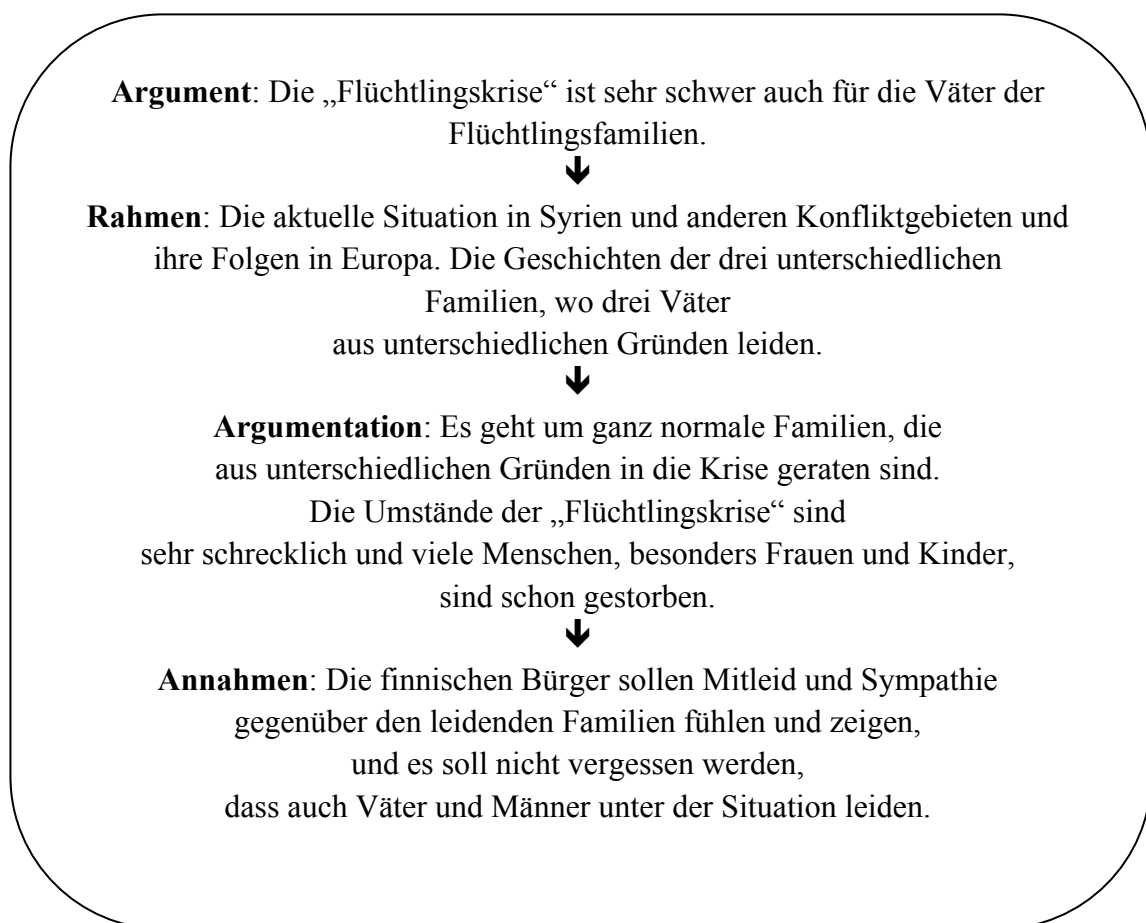 Argument: Die „Flüchtlingskrise“ ist sehr schwer auch für die Väter der
Flüchtlingsfamilien.
Rahmen: Die aktuelle Situation in Syrien und anderen Konfliktgebieten und
ihre Folgen in Europa. Die Geschichten der drei unterschiedlichen
Familien, wo drei Väter
aus unterschiedlichen Gründen leiden.
Argumentation: Es geht um ganz normale Familien, die
aus unterschiedlichen Gründen in die Krise geraten sind.
Die Umstände der „Flüchtlingskrise“ sind
sehr schrecklich und viele Menschen, besonders Frauen und Kinder,
sind schon gestorben.
Annahmen: Die finnischen Bürger sollen Mitleid und Sympathie
gegenüber den leidenden Familien fühlen und zeigen,
und es soll nicht vergessen werden,
dass auch Väter und Männer unter der Situation leiden.